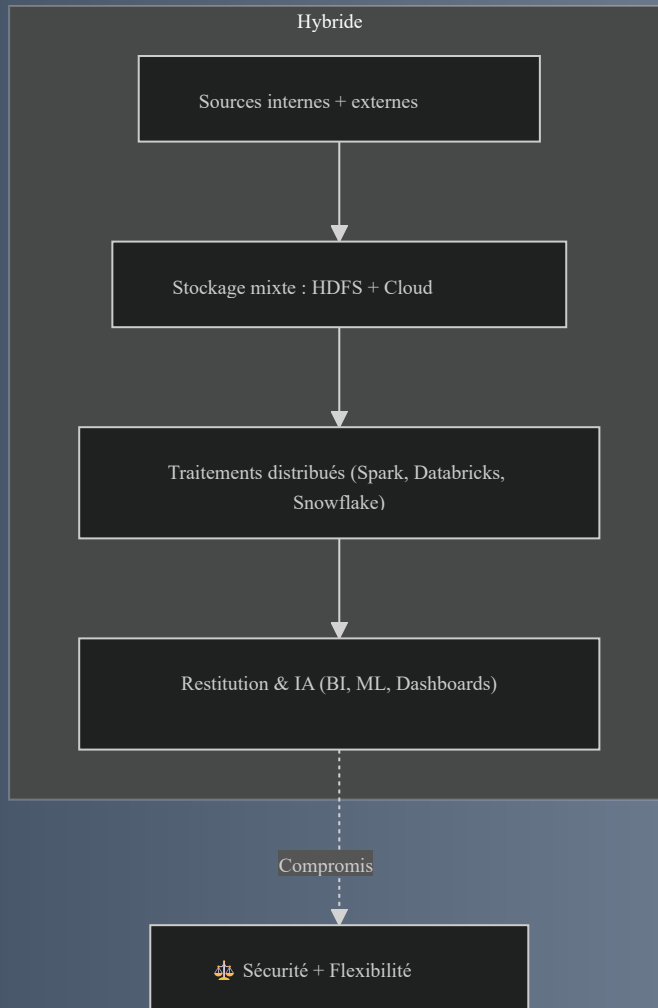 Hybride
Sources internes + externes
Stockage mixte : HDFS + Cloud
Traitements distribués (Spark, Databricks,
Snowflake)
Restitution & IA (BI, ML, Dashboards)
Compromis
⚖️ Sécurité + Flexibilité